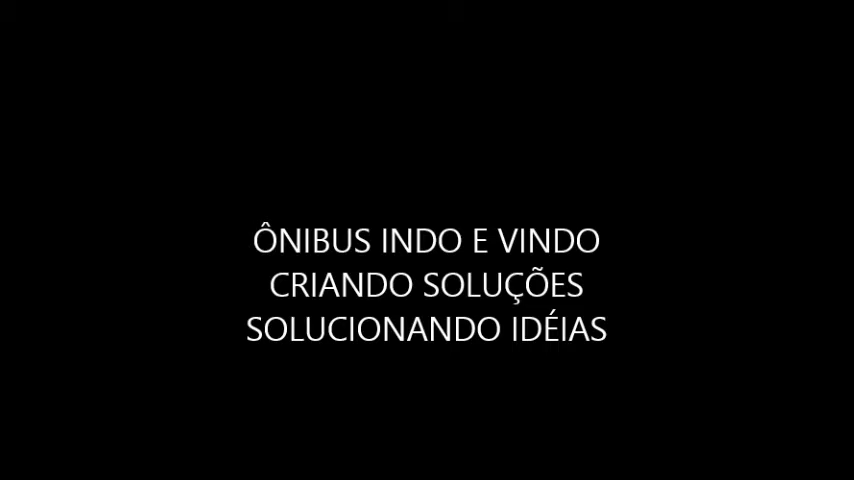 ÔNIBUS INDO E VINDO
CRIANDO SOLUÇÕES
SOLUCIONANDO IDÉIAS